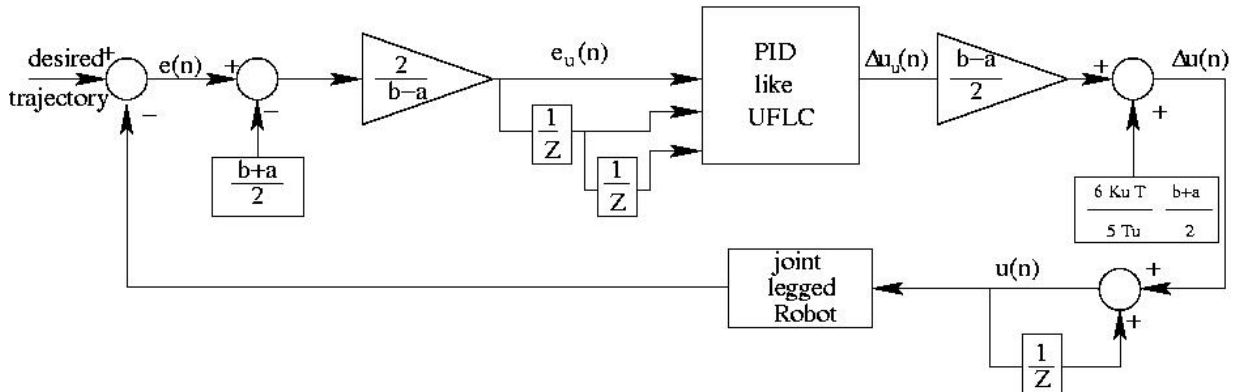 desired
trajectory
+
−
e(n)
+
−
b+a
2
2
b−a
e_u(n)
1
Z
1
Z
PID
like
UFLC
Δu_u(n)
b−a
2
+
+
Δu(n)
6 Ku T
5 Tu
b+a
2
joint
legged
Robot
u(n)
+
+
1
Z